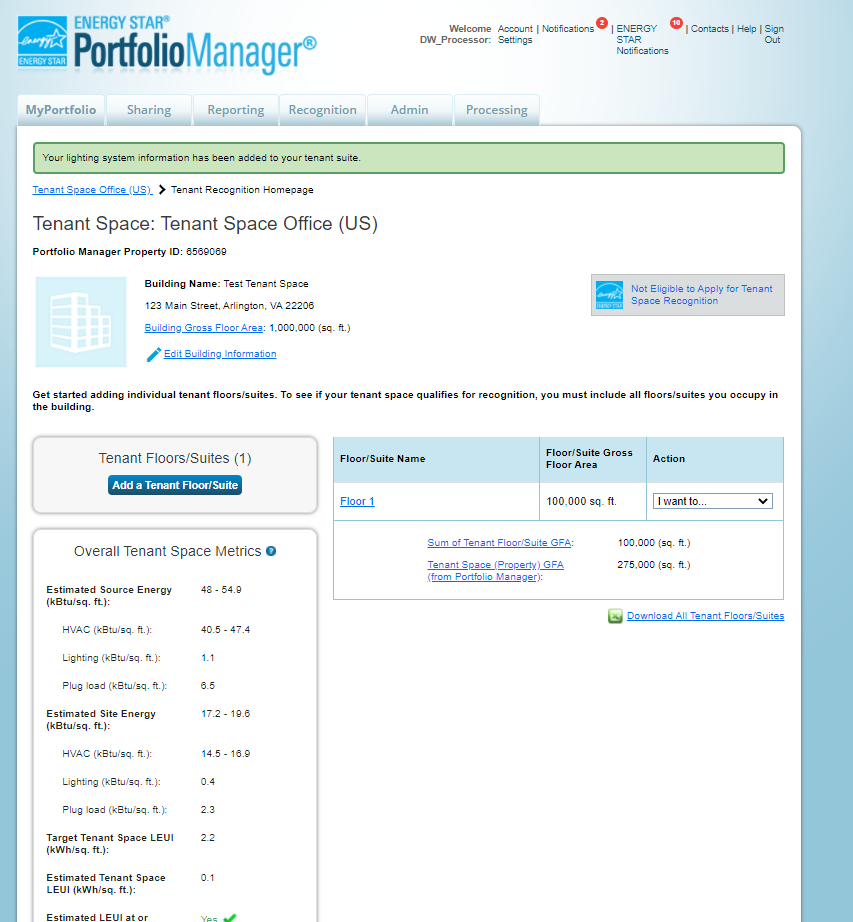 ENERGY STAR®
PortfolioManager®
ENERGY STAR
Welcome DW_Processor: Account Settings | Notifications 2 | ENERGY STAR Notifications 10 | Contacts | Help | Sign Out
MyPortfolio Sharing Reporting Recognition Admin Processing
Your lighting system information has been added to your tenant suite.
Tenant Space Office (US) Tenant Recognition Homepage
Tenant Space: Tenant Space Office (US)
Portfolio Manager Property ID: 6569069
Building Name: Test Tenant Space
123 Main Street, Arlington, VA 22206
Building Gross Floor Area: 1,000,000 (sq. ft.)
Edit Building Information
ENERGY STAR
Not Eligible to Apply for Tenant
Space Recognition
Get started adding individual tenant floors/suites. To see if your tenant space qualifies for recognition, you must include all floors/suites you occupy in
the building.
Tenant Floors/Suites (1)
Add a Tenant Floor/Suite
Overall Tenant Space Metrics ?
Estimated Source Energy
(kBtu/sq. ft.): 48 - 54.9
HVAC (kBtu/sq. ft.): 40.5 - 47.4
Lighting (kBtu/sq. ft.): 1.1
Plug load (kBtu/sq. ft.): 6.5
Estimated Site Energy
(kBtu/sq. ft.): 17.2 - 19.6
HVAC (kBtu/sq. ft.): 14.5 - 16.9
Lighting (kBtu/sq. ft.): 0.4
Plug load (kBtu/sq. ft.): 2.3
Target Tenant Space LEUI
(kWh/sq. ft.): 2.2
Estimated Tenant Space
LEUI (kWh/sq. ft.): 0.1
Estimated LEUI at or Yes
Floor/Suite Name Floor/Suite Gross Floor Area Action
Floor 1 100,000 sq. ft. I want to...
Sum of Tenant Floor/Suite GFA: 100,000 (sq. ft.)
Tenant Space (Property) GFA
(from Portfolio Manager): 275,000 (sq. ft.)
Download All Tenant Floors/Suites